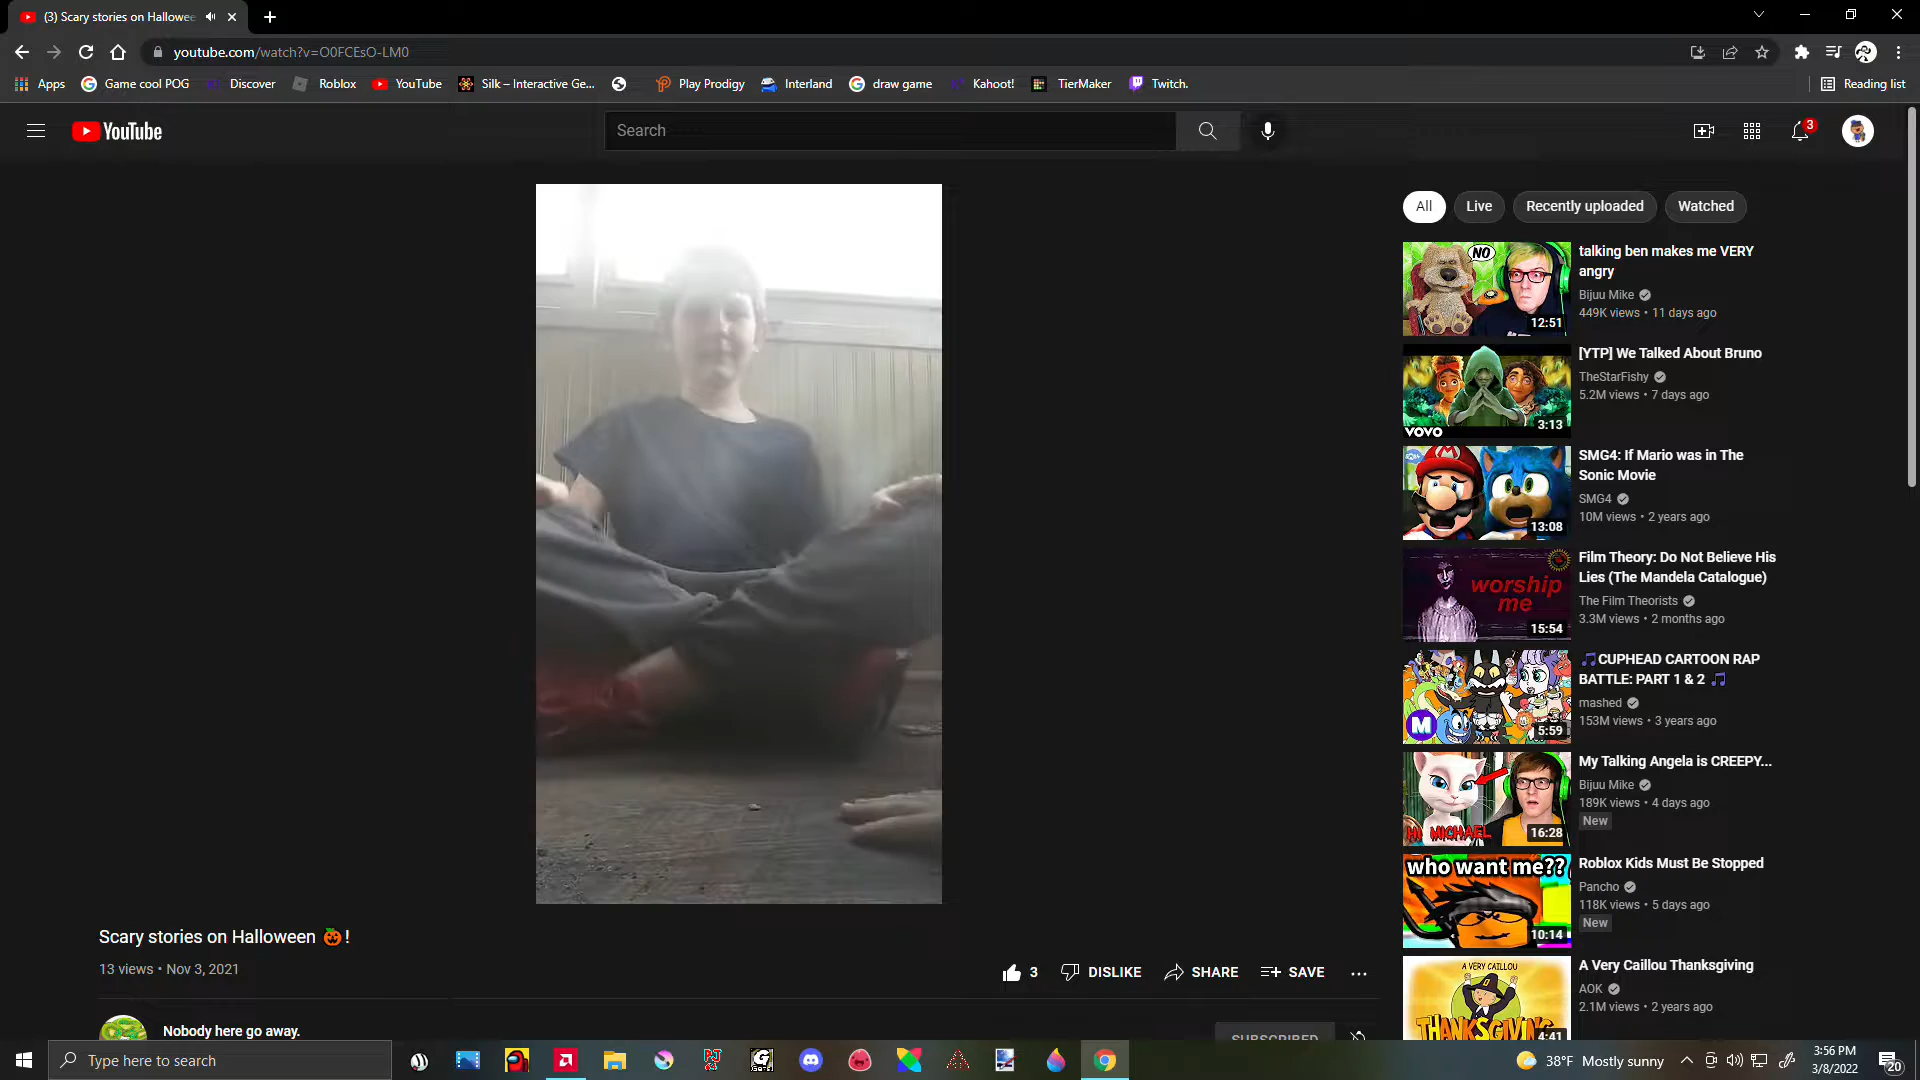 (3) Scary stories on Hallowee
youtube.com/watch?v=O0FCEsO-LM0
Apps
Game cool POG
Discover
Roblox
YouTube
Silk – Interactive Ge...
Play Prodigy
Interland
draw game
Kahoot!
TierMaker
Twitch.
Reading list
YouTube
Search
3
All
Live
Recently uploaded
Watched
NO
12:51
talking ben makes me VERY
angry
Bijuu Mike
449K views • 11 days ago
vovo
3:13
[YTP] We Talked About Bruno
TheStarFishy
5.2M views • 7 days ago
13:08
SMG4: If Mario was in The
Sonic Movie
SMG4
10M views • 2 years ago
worship
me
15:54
Film Theory: Do Not Believe His
Lies (The Mandela Catalogue)
The Film Theorists
3.3M views • 2 months ago
M
5:59
🎵CUPHEAD CARTOON RAP
BATTLE: PART 1 & 2 🎵
mashed
153M views • 3 years ago
HI MICHAEL
16:28
My Talking Angela is CREEPY...
Bijuu Mike
189K views • 4 days ago
New
who want me??
10:14
Roblox Kids Must Be Stopped
Pancho
118K views • 5 days ago
New
A VERY CAILLOU
THANKSGIVING
4:41
A Very Caillou Thanksgiving
AOK
2.1M views • 2 years ago
Scary stories on Halloween 🎃!
13 views • Nov 3, 2021
3
DISLIKE
SHARE
SAVE
Nobody here go away.
SUBSCRIBED
Type here to search
38°F Mostly sunny
3:56 PM
3/8/2022
20